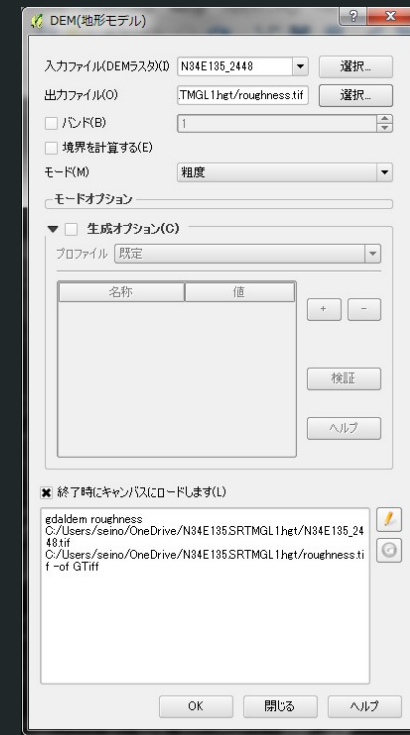 DEM(地形モデル)
入力ファイル(DEMラスタ)(I) N34E135_2448 選択...
出力ファイル(O) .TMGL1.hgt/roughness.tif 選択...
バンド(B) 1
境界を計算する(E)
モード(M) 粗度
モードオプション
生成オプション(C)
プロファイル 既定
名称 値
+ -
検証
ヘルプ
終了時にキャンバスにロードします(L)
gdaldem roughness
C:/Users/seino/OneDrive/N34E135.SRTMGL1.hgt/N34E135_24
48.tif
C:/Users/seino/OneDrive/N34E135.SRTMGL1.hgt/roughness.ti
f -of GTiff
OK 閉じる ヘルプ